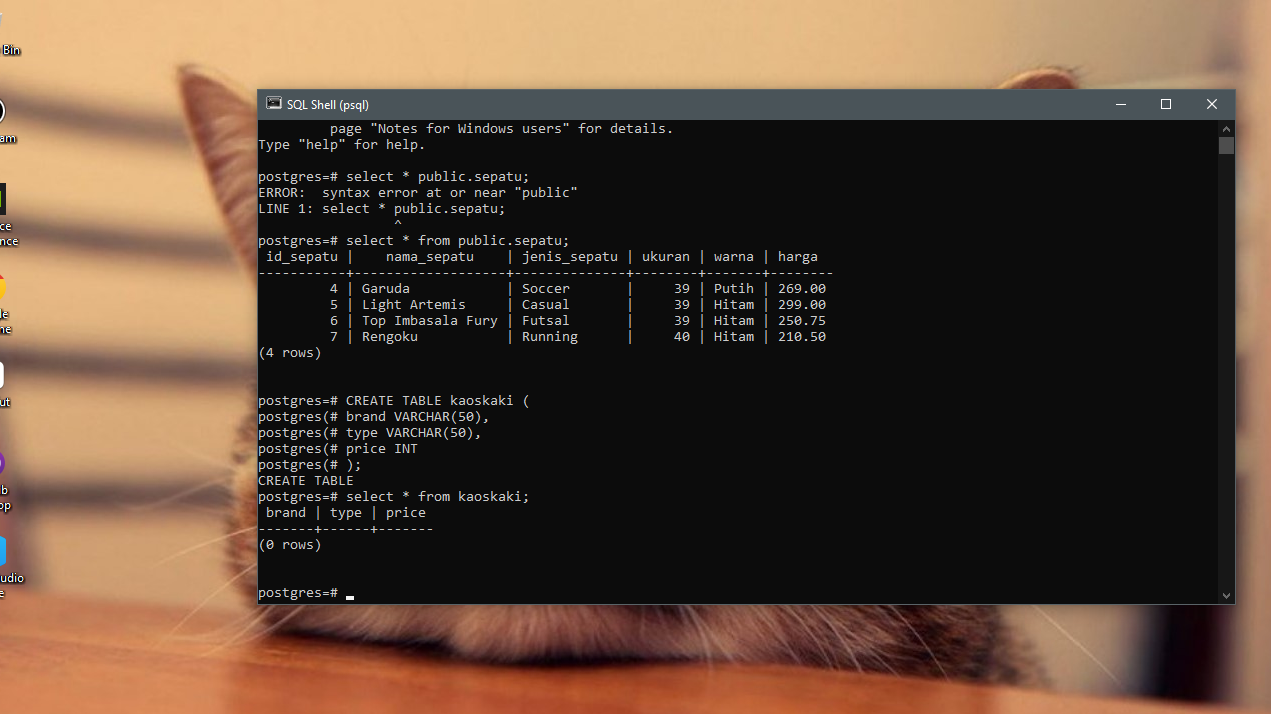 Bin
am
ce
nce
le
ne
ut
b
op
udio
e
SQL Shell (psql)
page "Notes for Windows users" for details.
Type "help" for help.
postgres=# select * public.sepatu;
ERROR:  syntax error at or near "public"
LINE 1: select * public.sepatu;
^
postgres=# select * from public.sepatu;
id_sepatu |    nama_sepatu    | jenis_sepatu | ukuran | warna | harga
-----------+-------------------+--------------+--------+-------+--------
4 | Garuda            | Soccer       |     39 | Putih | 269.00
5 | Light Artemis     | Casual       |     39 | Hitam | 299.00
6 | Top Imbasala Fury | Futsal       |     39 | Hitam | 250.75
7 | Rengoku           | Running      |     40 | Hitam | 210.50
(4 rows)
postgres=# CREATE TABLE kaoskaki (
postgres(# brand VARCHAR(50),
postgres(# type VARCHAR(50),
postgres(# price INT
postgres(# );
CREATE TABLE
postgres=# select * from kaoskaki;
brand | type | price
-------+------+-------
(0 rows)
postgres=#